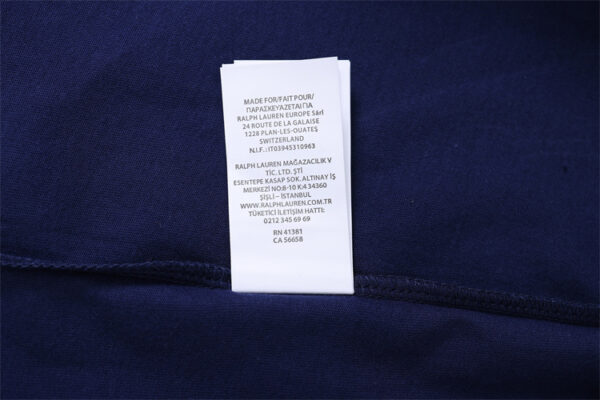 MADE FOR/FAIT POUR/
ΠΑΡΑΣΚΕΥΑΖΕΤΑΙ ΓΙΑ
RALPH LAUREN EUROPE Sàrl
24 ROUTE DE LA GALAISE
1228 PLAN-LES-OUATES
SWITZERLAND
N.I.F.: IT03945310963
RALPH LAUREN MAĞAZACILIK V
TİC. LTD. ŞTİ
ESENTEPE KASAP SOK. ALTINAY İŞ
MERKEZİ NO:8-10 K:4 34360
ŞİŞLİ – İSTANBUL
WWW.RALPHLAUREN.COM.TR
TÜKETİCİ İLETİŞİM HATTI:
0212 345 69 69
RN 41381
CA 56658